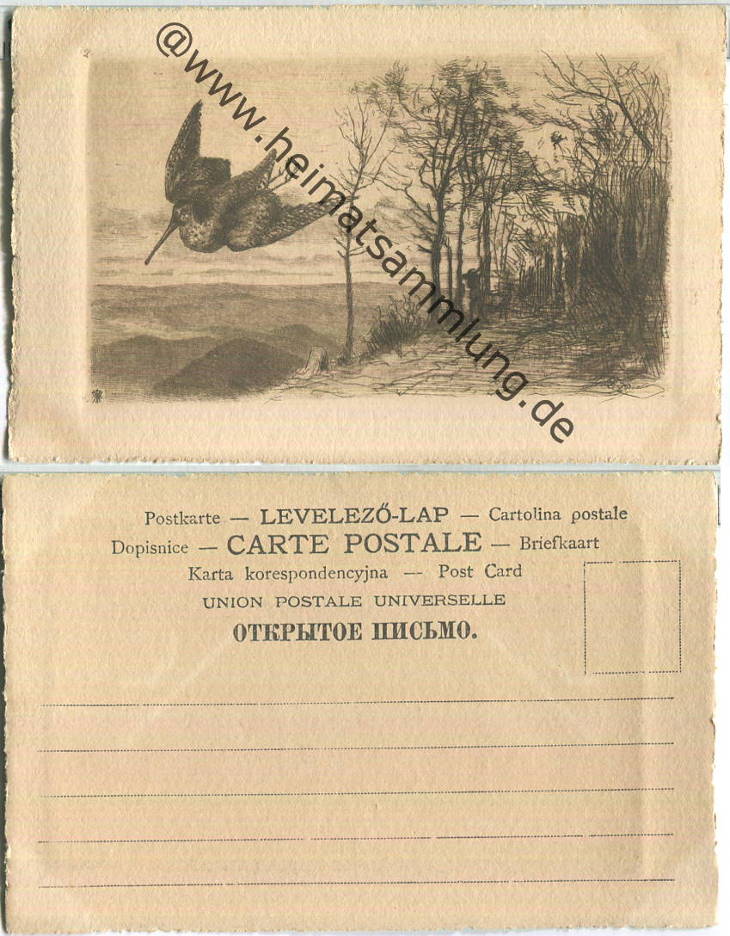 @www.heimatsammlung.de
Postkarte — LEVELEZŐ-LAP — Cartolina postale
Dopisnice — CARTE POSTALE — Briefkaart
Karta korespondencyjna — Post Card
UNION POSTALE UNIVERSELLE
ОТКРЫТОЕ ПИСЬМО.